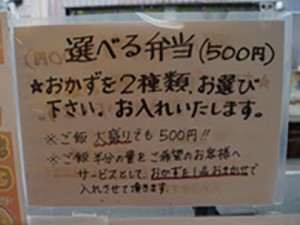 選べる弁当(500円)
☆おかずを2種類、お選び
下さい。お入れいたします。
※ご飯 大盛りでも500円!!
※ご飯 半分の量をご希望のお客様へ
サービスとして、おかずを1品おまかせで
入れさせて頂きます。